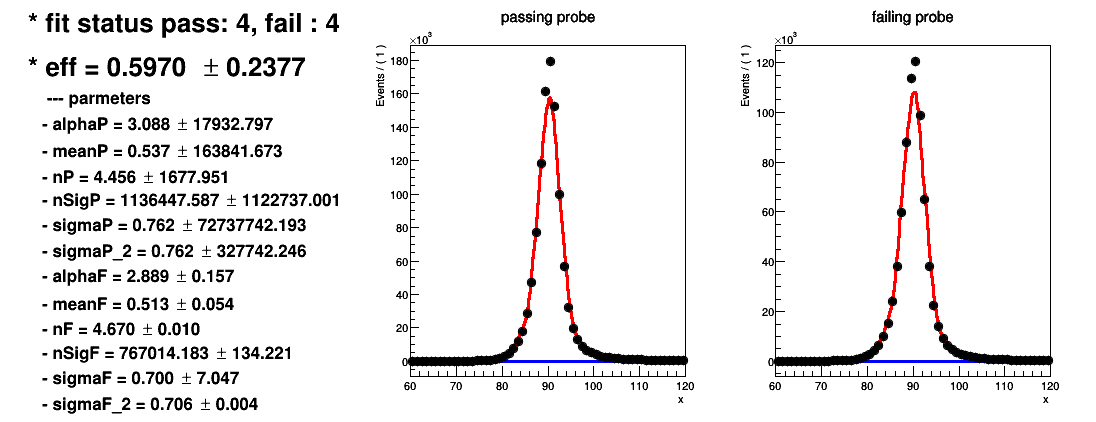 * fit status pass: 4, fail : 4
* eff = 0.5970 ± 0.2377
--- parmeters
- alphaP = 3.088 ± 17932.797
- meanP = 0.537 ± 163841.673
- nP = 4.456 ± 1677.951
- nSigP = 1136447.587 ± 1122737.001
- sigmaP = 0.762 ± 72737742.193
- sigmaP_2 = 0.762 ± 327742.246
- alphaF = 2.889 ± 0.157
- meanF = 0.513 ± 0.054
- nF = 4.670 ± 0.010
- nSigF = 767014.183 ± 134.221
- sigmaF = 0.700 ± 7.047
- sigmaF_2 = 0.706 ± 0.004
passing probe
×10³
Events / ( 1 )
180
160
140
120
100
80
60
40
20
0
60 70 80 90 100 110 120
x
failing probe
×10³
Events / ( 1 )
120
100
80
60
40
20
0
60 70 80 90 100 110 120
x